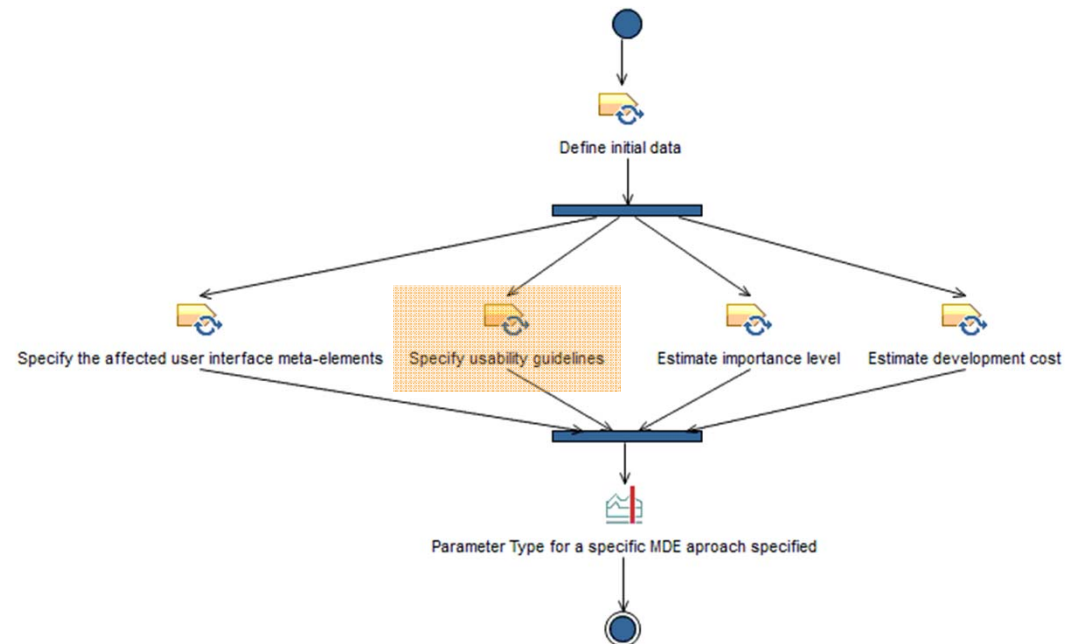 Define initial data
Specify the affected user interface meta-elements
Specify usability guidelines
Estimate importance level
Estimate development cost
Parameter Type for a specific MDE aproach specified